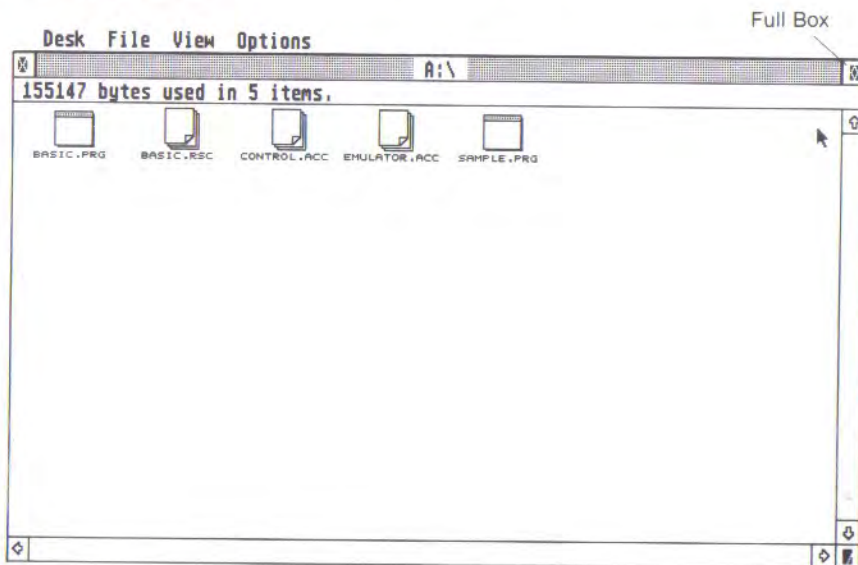 Full Box
Desk File View Options
A:\
155147 bytes used in 5 items.
BASIC.PRG BASIC.RSC CONTROL.ACC EMULATOR.ACC SAMPLE.PRG